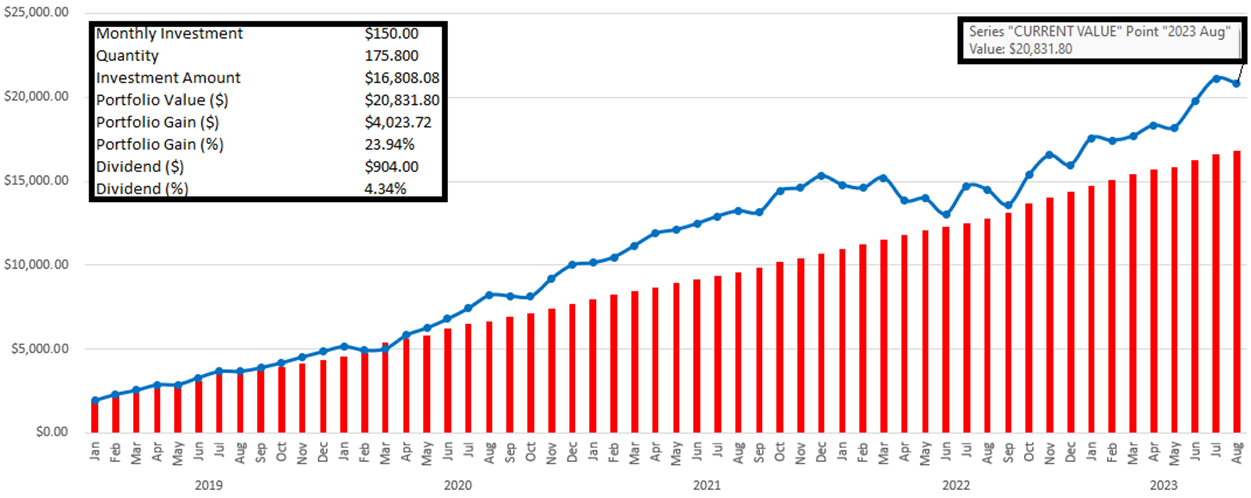 $25,000.00
$20,000.00
$15,000.00
$10,000.00
$5,000.00
$0.00
Monthly Investment $150.00
Quantity 175.800
Investment Amount $16,808.08
Portfolio Value ($) $20,831.80
Portfolio Gain ($) $4,023.72
Portfolio Gain (%) 23.94%
Dividend ($) $904.00
Dividend (%) 4.34%
Series "CURRENT VALUE" Point "2023 Aug"
Value: $20,831.80
Jan Feb Mar Apr May Jun Jul Aug Sep Oct Nov Dec Jan Feb Mar Apr May Jun Jul Aug Sep Oct Nov Dec Jan Feb Mar Apr May Jun Jul Aug Sep Oct Nov Dec Jan Feb Mar Apr May Jun Jul Aug Sep Oct Nov Dec Jan Feb Mar Apr May Jun Jul Aug
2019 2020 2021 2022 2023